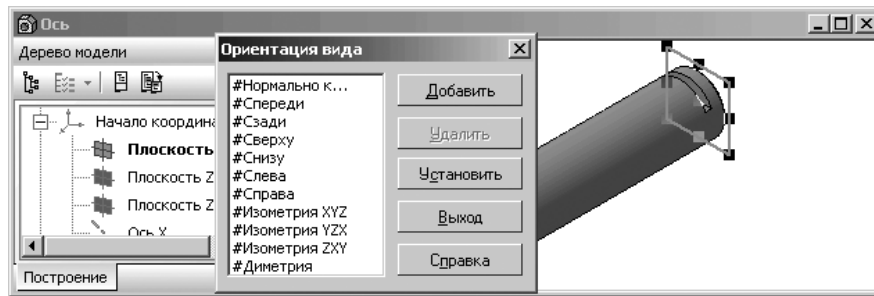 Ось
Дерево модели
Начало координа
Плоскость
Плоскость Z
Плоскость Z
Ось X
Построение
Ориентация вида
#Нормально к...
#Спереди
#Сзади
#Сверху
#Снизу
#Слева
#Справа
#Изометрия XYZ
#Изометрия YZX
#Изометрия ZXY
#Диметрия
Добавить
Удалить
Установить
Выход
Справка